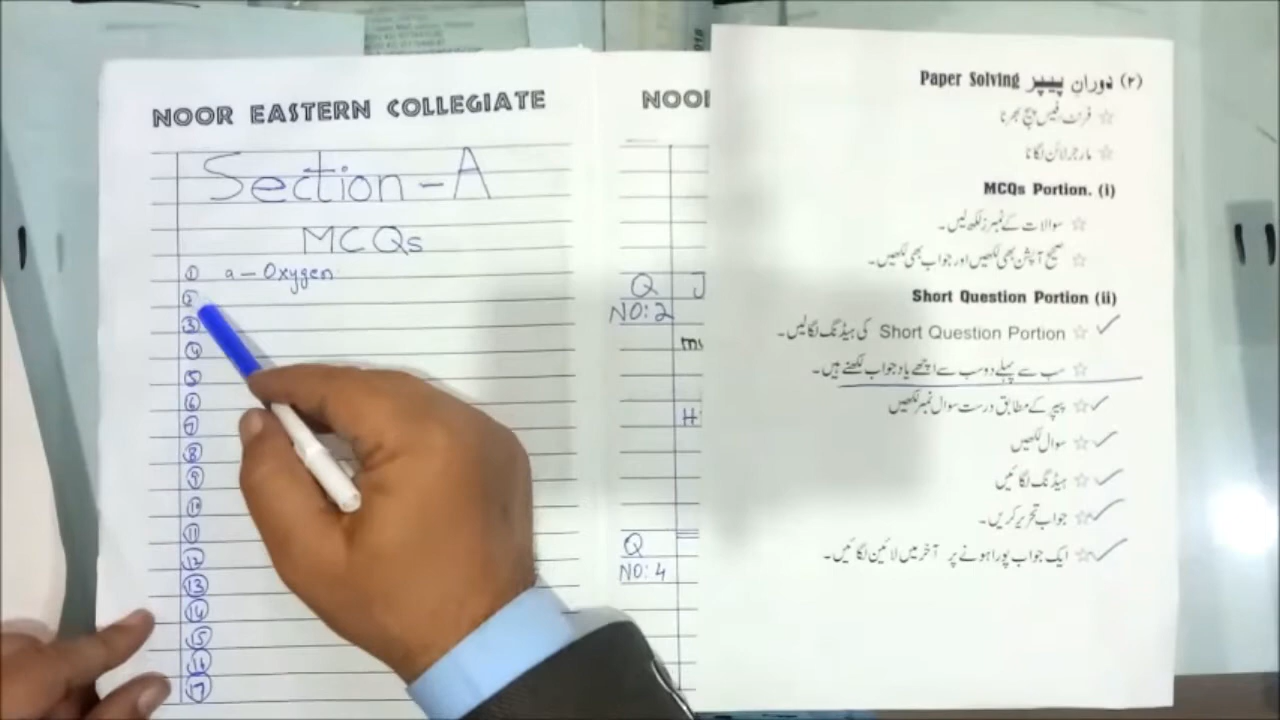 NOOR EASTERN COLLEGIATE
Section-A
MCQs
① a-Oxygen
②
③
④
⑤
⑥
⑦
⑧
⑨
⑩
⑪
⑫
⑬
⑭
⑮
⑯
⑰
NOO
Q
NO:2
H
Q
NO:4
(۲) دورانِ پیپر Paper Solving
☆ فرنٹ فیس پیج بھرنا
☆ مارجر لائن لگانا
MCQs Portion. (i)
☆ سوالات کے نمبرز لکھ لیں۔
☆ صحیح آپشن بھی لکھیں اور جواب بھی لکھیں۔
Short Question Portion (ii)
☆ Short Question Portion کی ہیڈنگ لگالیں۔
☆ سب سے پہلے دو سب سے اچھے یاد جواب لکھنے ہیں۔
☆ پیپر کے مطابق درست سوال نمبر لکھیں
☆ سوال لکھیں
☆ ہیڈنگ لگائیں
☆ جواب تحریر کریں۔
☆ ایک جواب پورا ہونے پر آخر میں لائین لگائیں۔